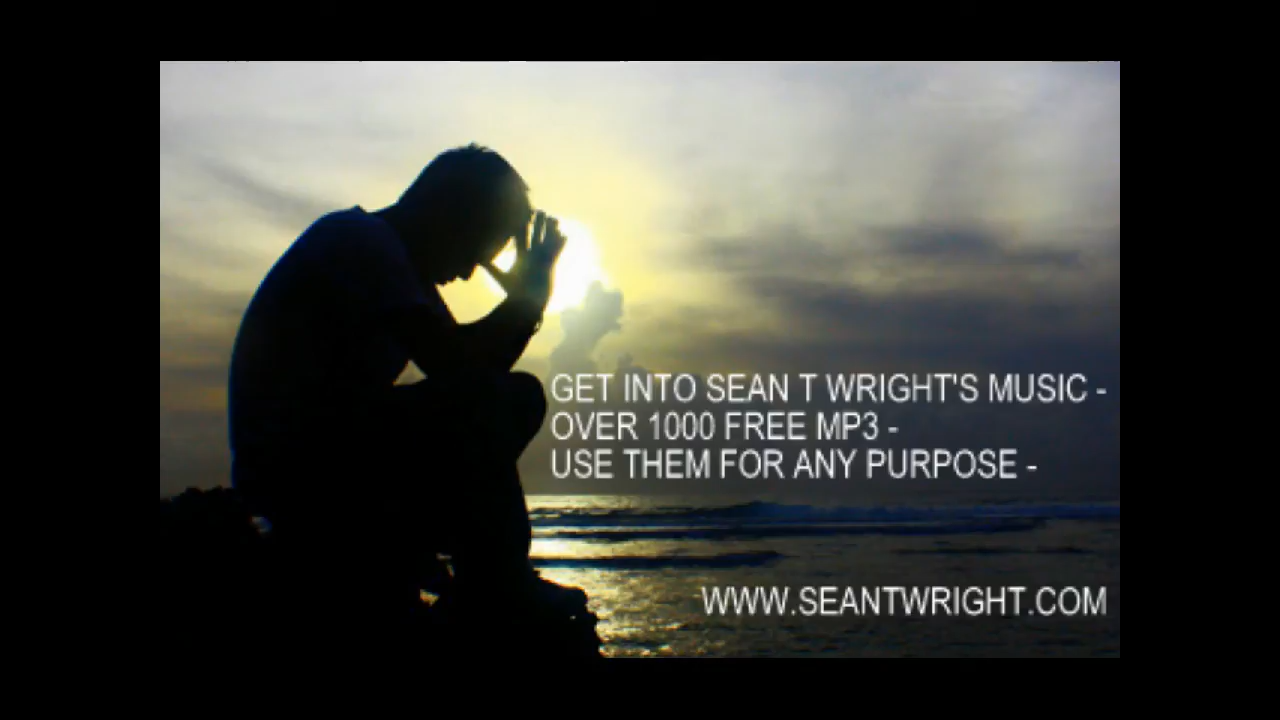 GET INTO SEAN T WRIGHT'S MUSIC -
OVER 1000 FREE MP3 -
USE THEM FOR ANY PURPOSE -
WWW.SEANTWRIGHT.COM